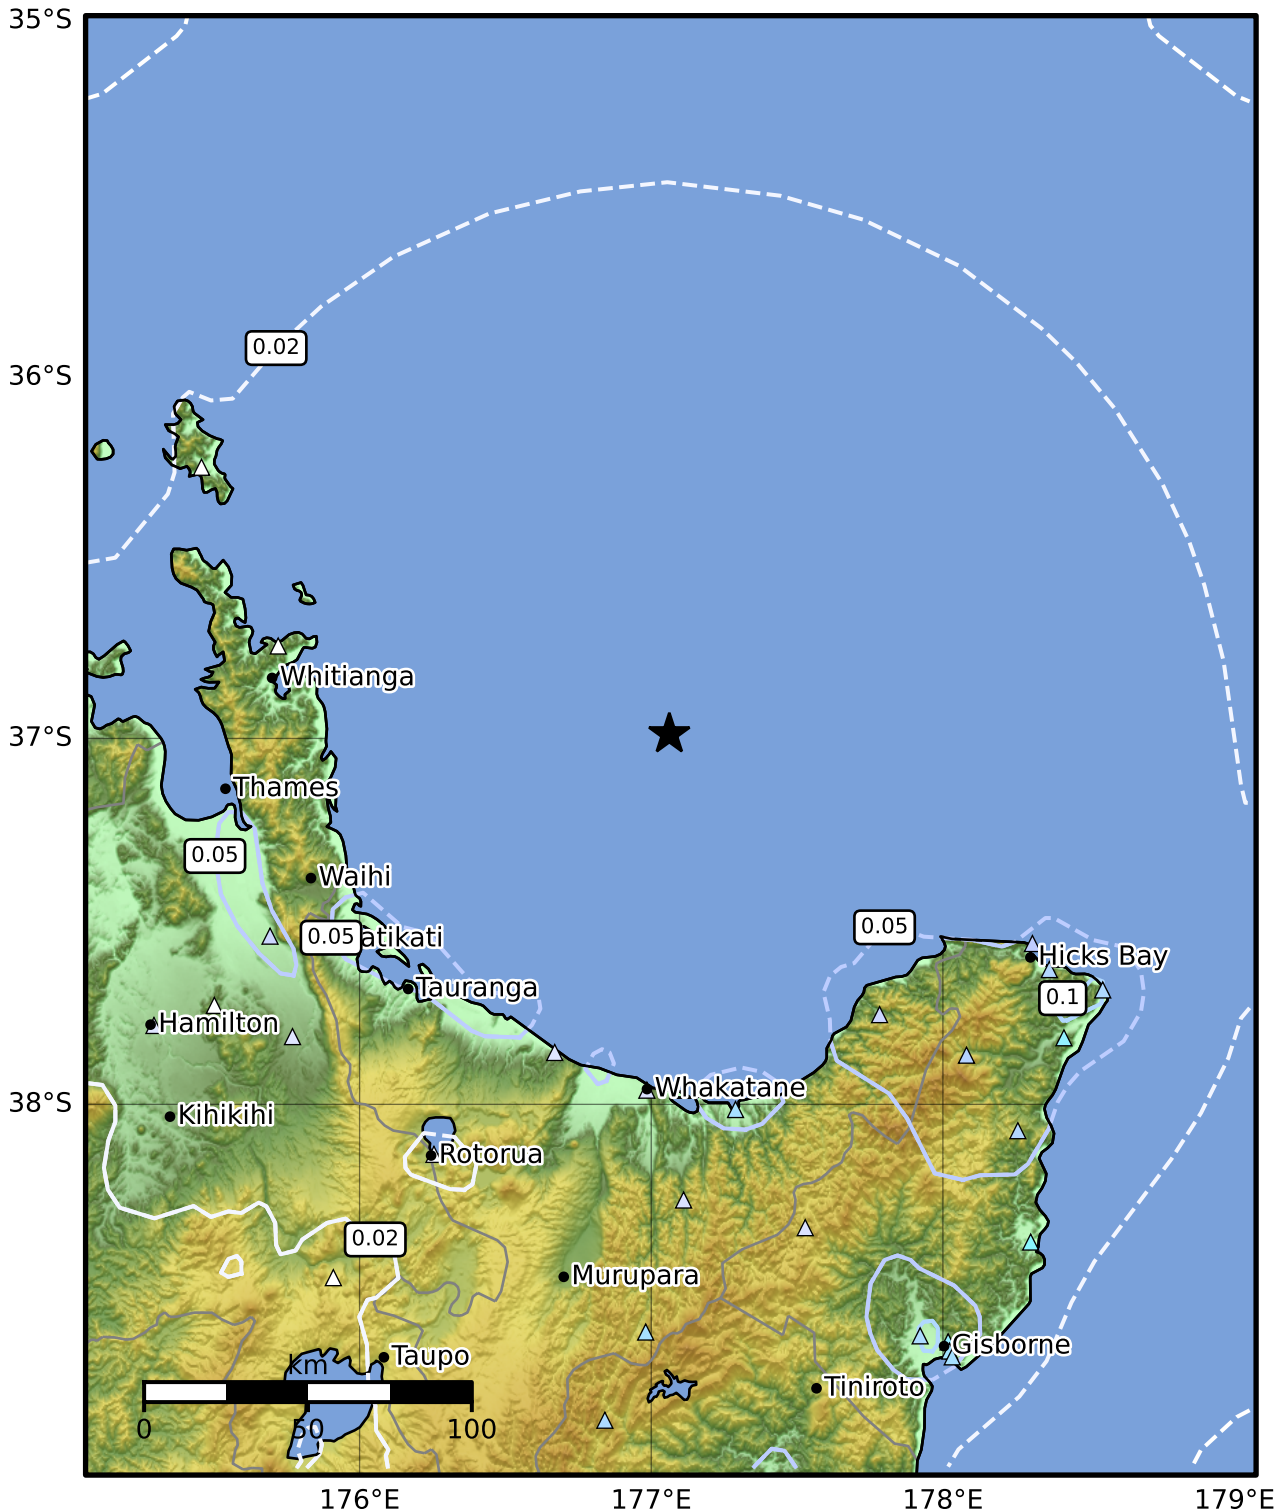 35°S
0.02
36°S
Whitianga
37°S
Thames
0.05
Waihi
0.05
atikati
0.05
Hicks Bay
Tauranga
0.1
Hamilton
Whakatane
38°S
Kihikihi
Rotorua
0.02
Murupara
Gisborne
Taupo
km
Tiniroto
0
50
100
176°E
177°E
178°E
179°E